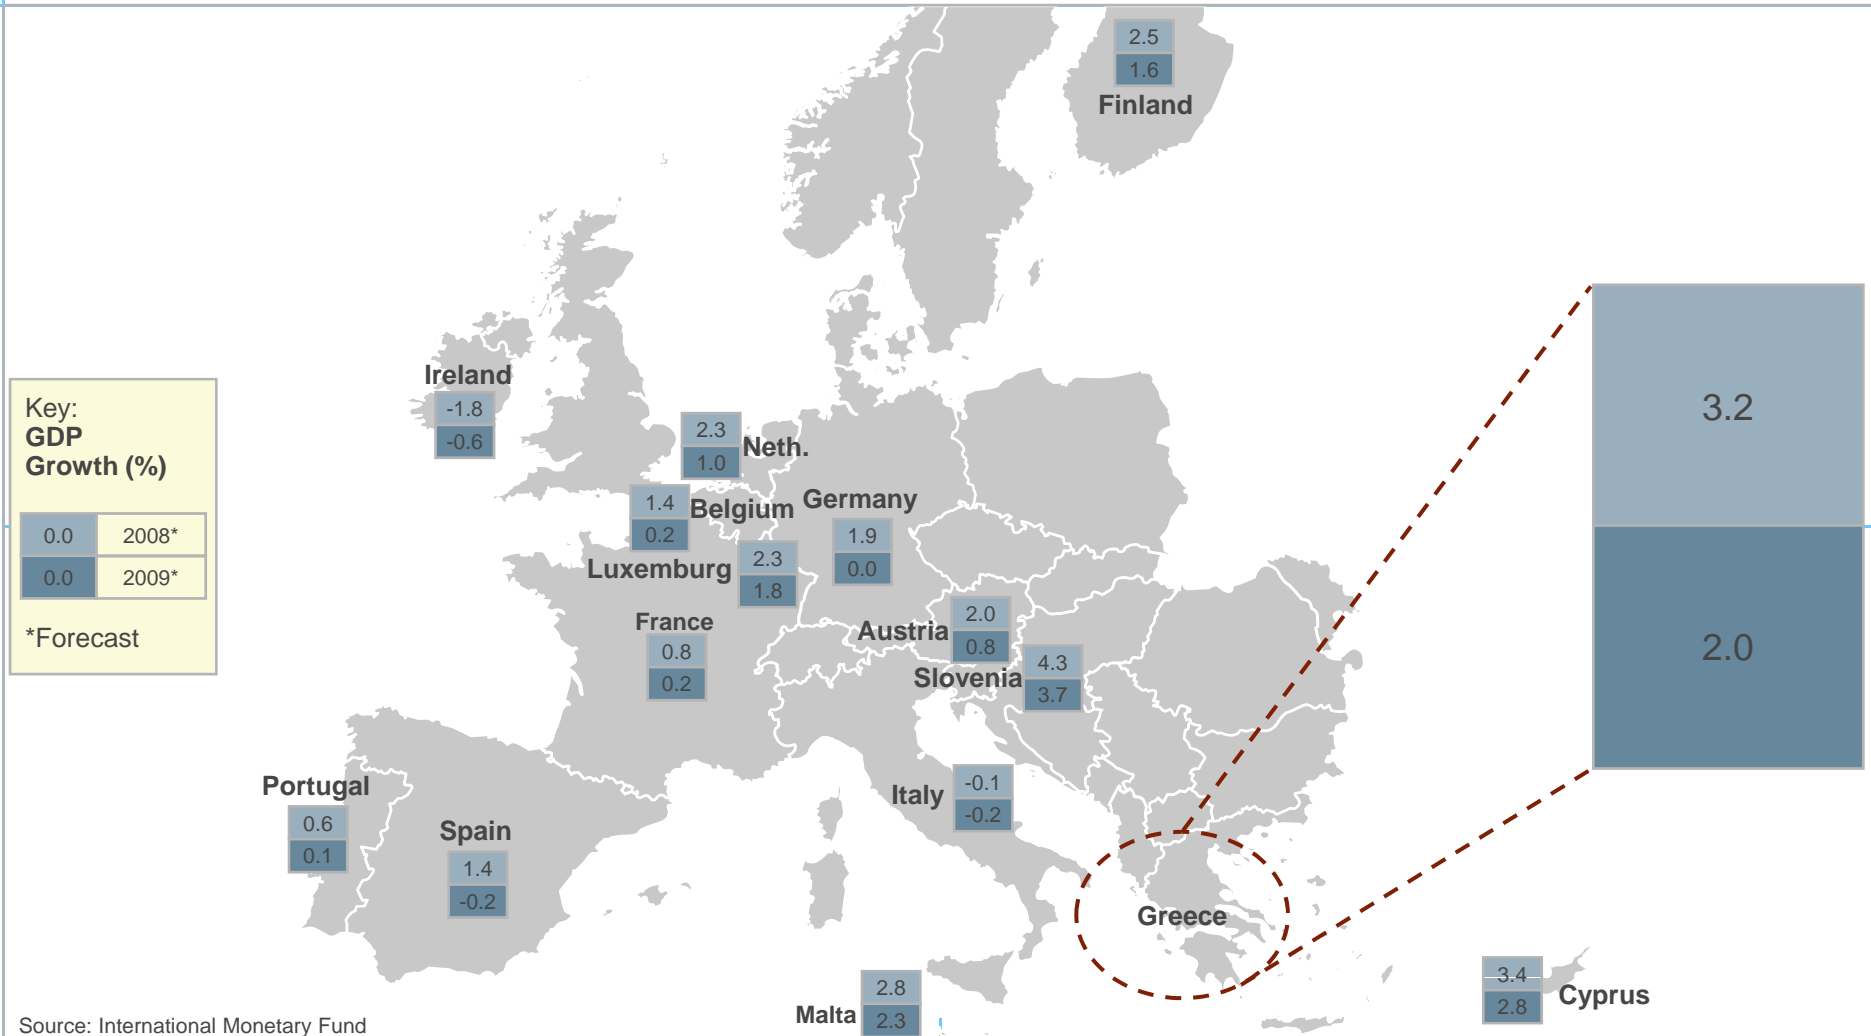 2.5
1.6
Finland
Ireland
-1.8
-0.6
Key:
GDP
Growth (%)
0.0 2008*
0.0 2009*
*Forecast
2.3
1.0
Neth.
1.4
0.2
Belgium
Germany
1.9
0.0
Luxemburg
2.3
1.8
France
0.8
0.2
Austria
2.0
0.8
Slovenia
4.3
3.7
3.2
2.0
Portugal
0.6
0.1
Spain
1.4
-0.2
Italy
-0.1
-0.2
Greece
Malta
2.8
2.3
3.4
2.8
Cyprus
Source: International Monetary Fund